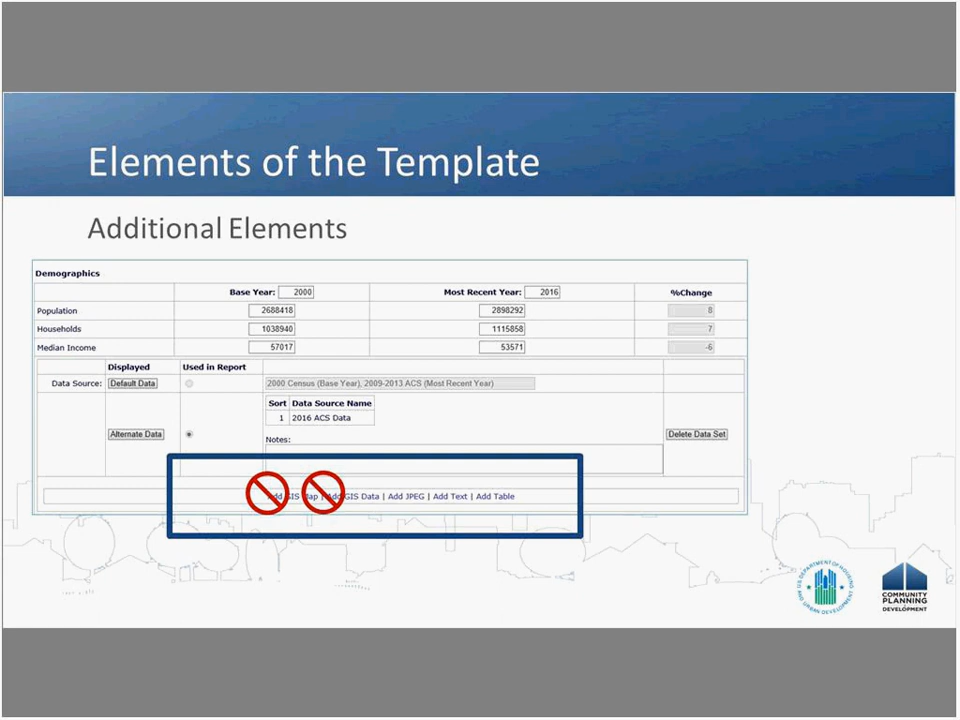 Elements of the Template
Additional Elements
Demographics
Base Year: 2000 Most Recent Year: 2016 %Change
Population 2688418 2898292 8
Households 1038940 1115858 7
Median Income 57017 53571 -6
Displayed Used in Report
Data Source: Default Data 2000 Census (Base Year), 2009-2013 ACS (Most Recent Year)
Sort Data Source Name
1 2016 ACS Data
Alternate Data Delete Data Set
Notes:
Add GIS Map | Add GIS Data | Add JPEG | Add Text | Add Table
U.S. DEPARTMENT OF HOUSING
AND URBAN DEVELOPMENT
COMMUNITY
PLANNING
DEVELOPMENT